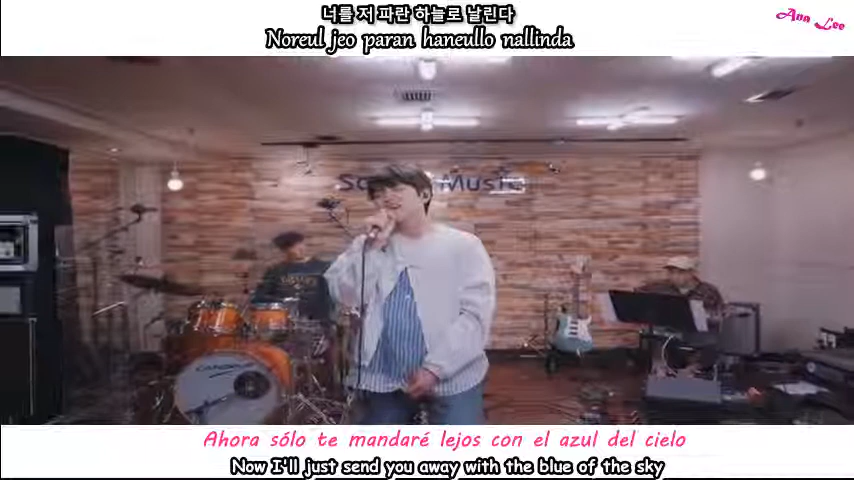 너를 저 파란 하늘로 날린다
Noreul jeo paran haneullo nallinda
Ann Lee
Music
CANOPUS
Ahora sólo te mandaré lejos con el azul del cielo
Now I'll just send you away with the blue of the sky